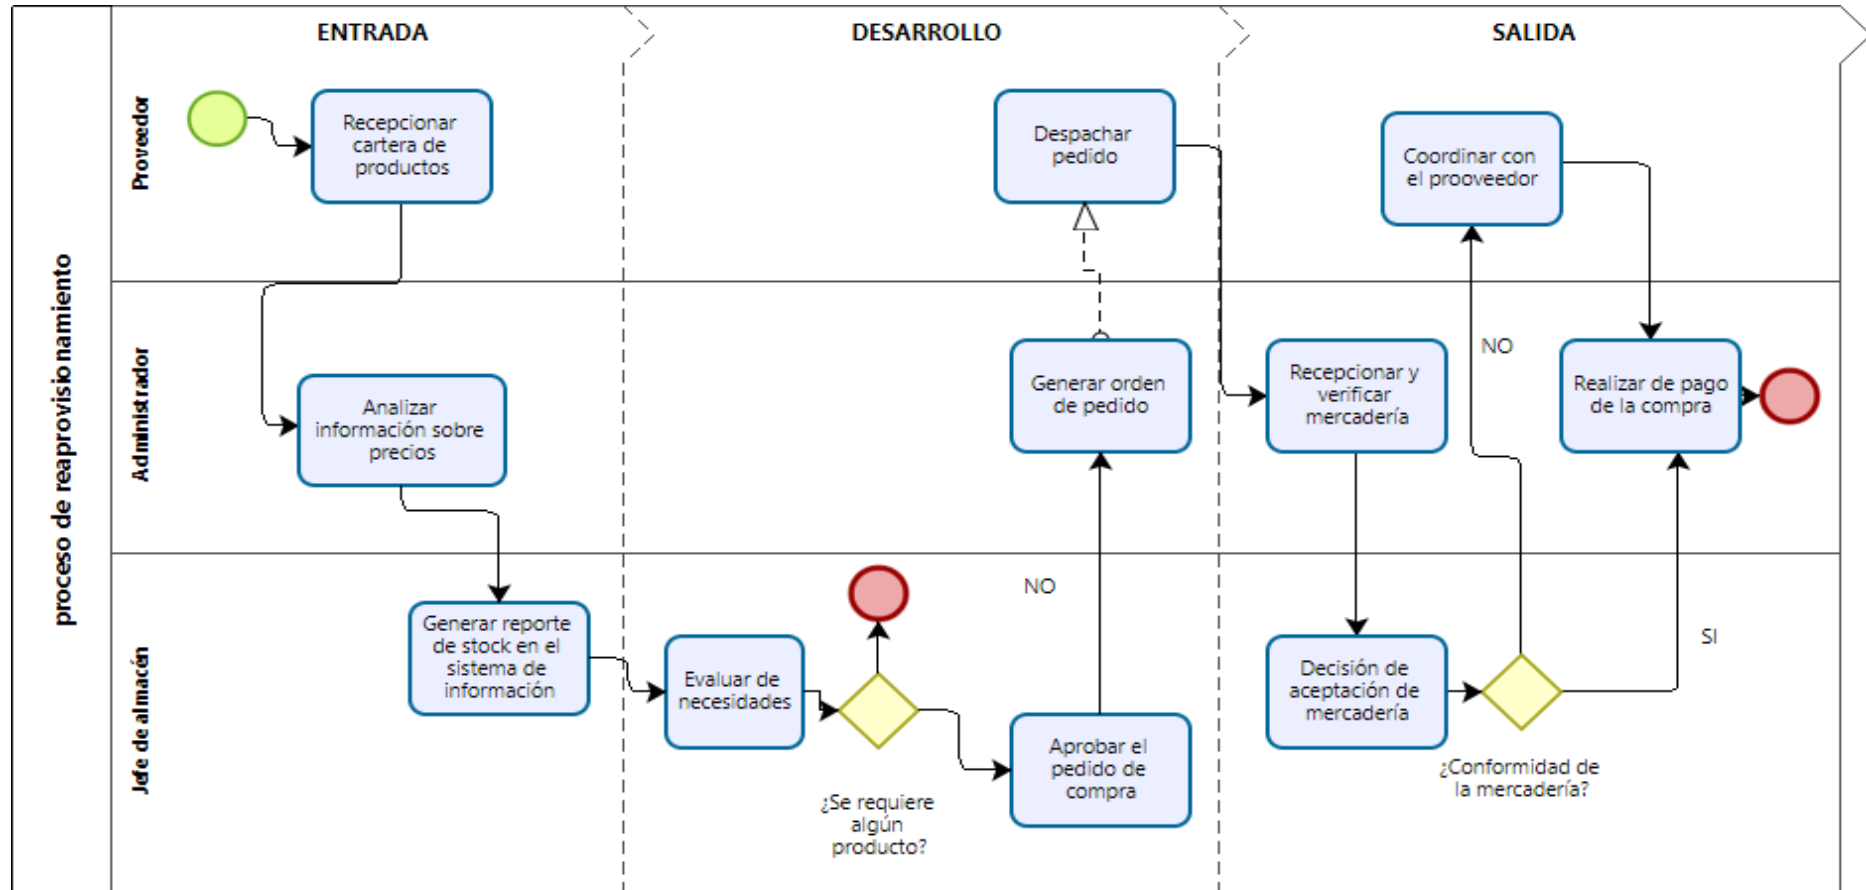 proceso de reaprovisionamiento
ENTRADA
DESARROLLO
SALIDA
Proveedor
Recepcionar
cartera de
productos
Despachar
pedido
Coordinar con
el prooveedor
Administrador
Analizar
información sobre
precios
Generar orden
de pedido
Recepcionar y
verificar
mercadería
NO
Realizar de pago
de la compra
Jefe de almacén
Generar reporte
de stock en el
sistema de
información
Evaluar de
necesidades
¿Se requiere
algún
producto?
NO
Aprobar el
pedido de
compra
Decisión de
aceptación de
mercadería
¿Conformidad de
la mercadería?
SI